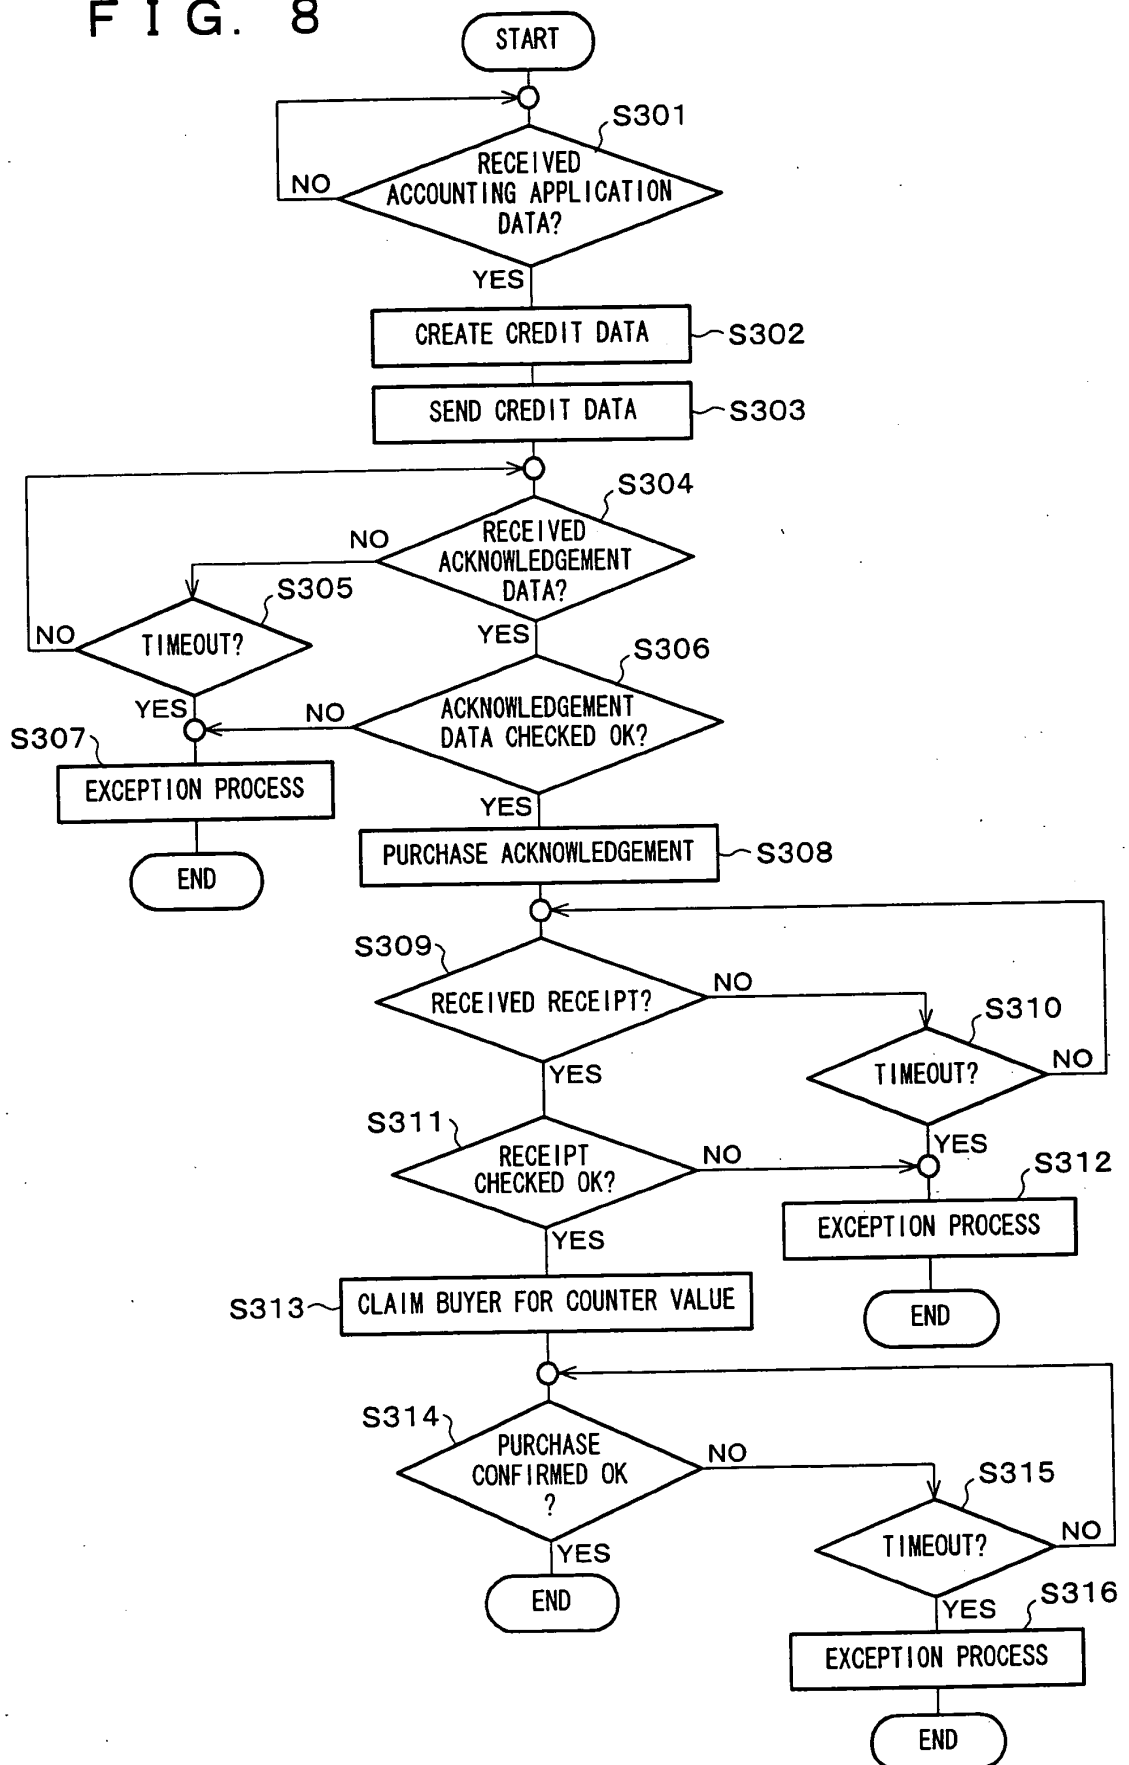 FIG. 8
START
S301
RECEIVED
ACCOUNTING APPLICATION
DATA?
NO
YES
CREATE CREDIT DATA
S302
SEND CREDIT DATA
S303
S304
RECEIVED
ACKNOWLEDGEMENT
DATA?
NO
YES
S305
TIMEOUT?
NO
YES
S306
ACKNOWLEDGEMENT
DATA CHECKED OK?
NO
YES
S307
EXCEPTION PROCESS
END
PURCHASE ACKNOWLEDGEMENT
S308
S309
RECEIVED RECEIPT?
NO
YES
S310
TIMEOUT?
NO
YES
S311
RECEIPT
CHECKED OK?
NO
YES
S312
EXCEPTION PROCESS
END
S313
CLAIM BUYER FOR COUNTER VALUE
S314
PURCHASE
CONFIRMED OK
?
NO
YES
END
S315
TIMEOUT?
NO
YES
S316
EXCEPTION PROCESS
END